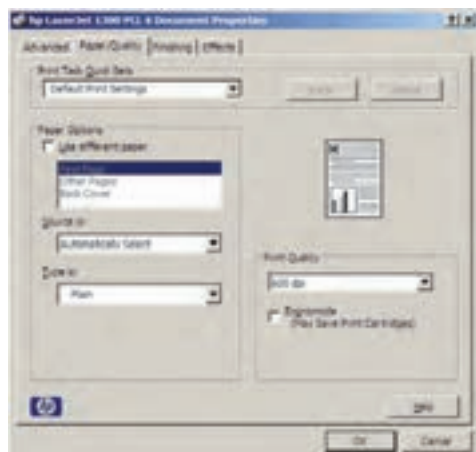 hp LaserJet 1300 PCL 6 Document Properties
Advanced Paper/Quality Finishing Effects
Print Task Quick Sets
Default Print Settings
Paper Options
Use different paper
First Page
Other Pages
Back Cover
Source is:
Automatically Select
Type is:
Plain
Print Quality
600 dpi
EconoMode
(May Save Print Cartridges)
hp
OK Cancel